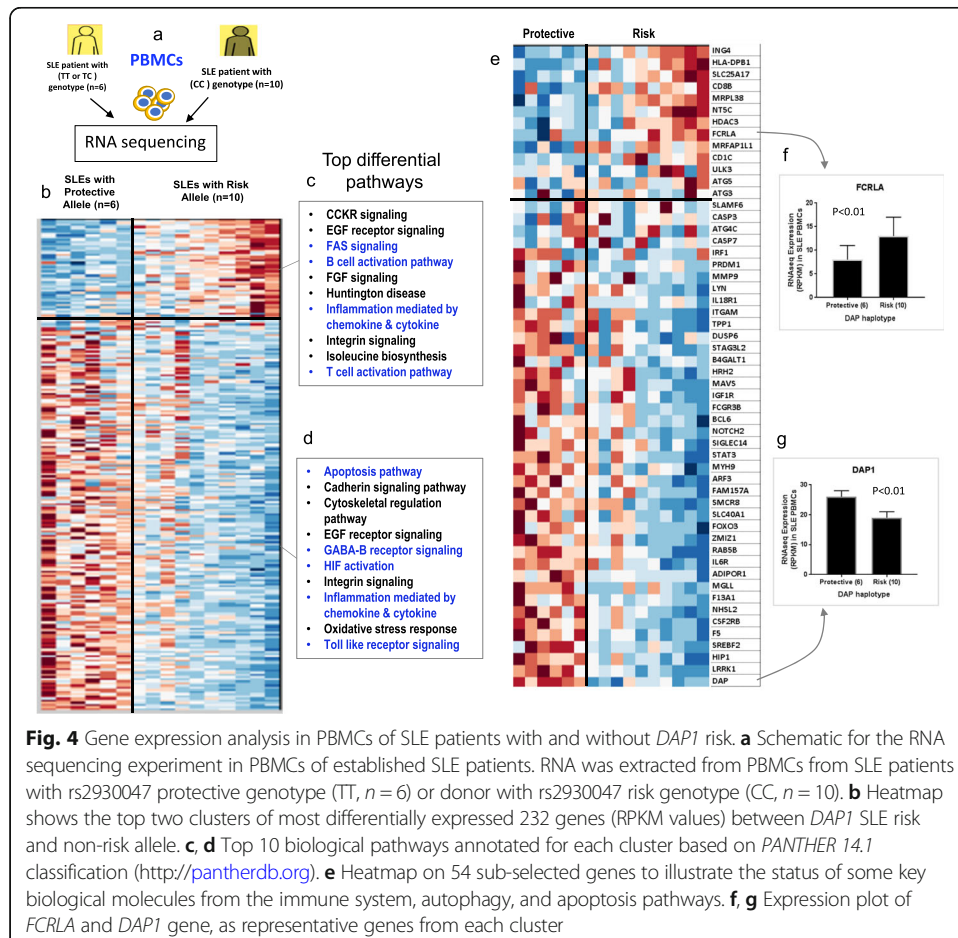 a
PBMCs
SLE patient with
(TT or TC )
genotype (n=6)
SLE patient with
(CC ) genotype (n=10)
RNA sequencing
b
SLEs with
Protective
Allele (n=6)
SLEs with Risk
Allele (n=10)
Top differential
pathways
c
• CCKR signaling
• EGF receptor signaling
• FAS signaling
• B cell activation pathway
• FGF signaling
• Huntington disease
• Inflammation mediated by
chemokine & cytokine
• Integrin signaling
• Isoleucine biosynthesis
• T cell activation pathway
d
• Apoptosis pathway
• Cadherin signaling pathway
• Cytoskeletal regulation
pathway
• EGF receptor signaling
• GABA-B receptor signaling
• HIF activation
• Integrin signaling
• Inflammation mediated by
chemokine & cytokine
• Oxidative stress response
• Toll like receptor signaling
e
Protective
Risk
ING4
HLA-DPB1
SLC25A17
CD8B
MRPL38
NT5C
HDAC3
FCRLA
MRFAP1L1
CD1C
ULK3
ATG5
ATG3
SLAMF6
CASP3
ATG4C
CASP7
IRF1
PRDM1
MMP9
LYN
IL18R1
ITGAM
TPP1
DUSP6
STAG3L2
B4GALT1
HRH2
MAV5
IGF1R
FCGR3B
BCL6
NOTCH2
SIGLEC14
STAT3
MYH9
ARF3
FAM157A
SMCR8
SLC40A1
FOXO3
ZMIZ1
RAB5B
IL6R
ADIPOR1
MGLL
F13A1
NHSL2
CSF2RB
F5
SREBF2
HIP1
LRRK1
DAP
f
FCRLA
P<0.01
RNAseq Expression
(RPKM) in SLE PBMCs
20
15
10
5
0
Protective (6)
Risk (10)
DAP haplotype
g
DAP1
P<0.01
RNAseq Expression
(RPKM) in SLE PBMCs
30
20
10
0
Protective (6)
Risk (10)
DAP haplotype
Fig. 4 Gene expression analysis in PBMCs of SLE patients with and without DAP1 risk. a Schematic for the RNA
sequencing experiment in PBMCs of established SLE patients. RNA was extracted from PBMCs from SLE patients
with rs2930047 protective genotype (TT, n = 6) or donor with rs2930047 risk genotype (CC, n = 10). b Heatmap
shows the top two clusters of most differentially expressed 232 genes (RPKM values) between DAP1 SLE risk
and non-risk allele. c, d Top 10 biological pathways annotated for each cluster based on PANTHER 14.1
classification (http://pantherdb.org). e Heatmap on 54 sub-selected genes to illustrate the status of some key
biological molecules from the immune system, autophagy, and apoptosis pathways. f, g Expression plot of
FCRLA and DAP1 gene, as representative genes from each cluster